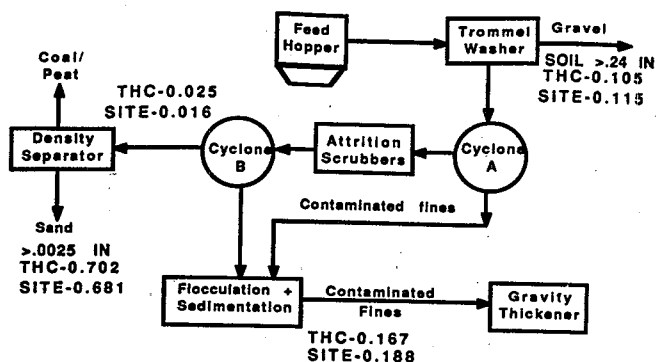 Feed
Hopper
Trommel
Washer
Gravel
SOIL >.24 IN
THC-0.105
SITE-0.115
Coal/
Peat
THC-0.025
SITE-0.016
Density
Separator
Cyclone
B
Attrition
Scrubbers
Cyclone
A
Contaminated fines
Sand
>.0025 IN
THC-0.702
SITE-0.681
Flocculation +
Sedimentation
Contaminated
Fines
Gravity
Thickener
THC-0.167
SITE-0.188